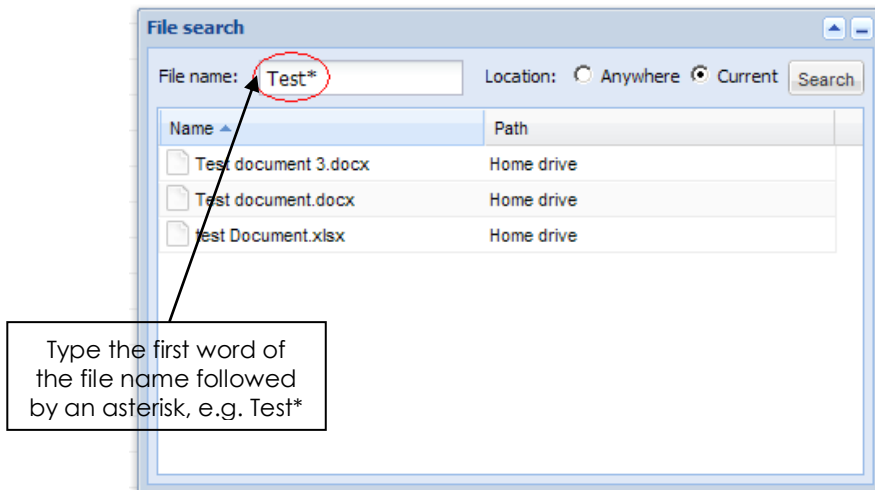 File search
File name: Test* Location: Anywhere Current Search
Name Path
Test document 3.docx Home drive
Test document.docx Home drive
test Document.xlsx Home drive
Type the first word of
the file name followed
by an asterisk, e.g. Test*